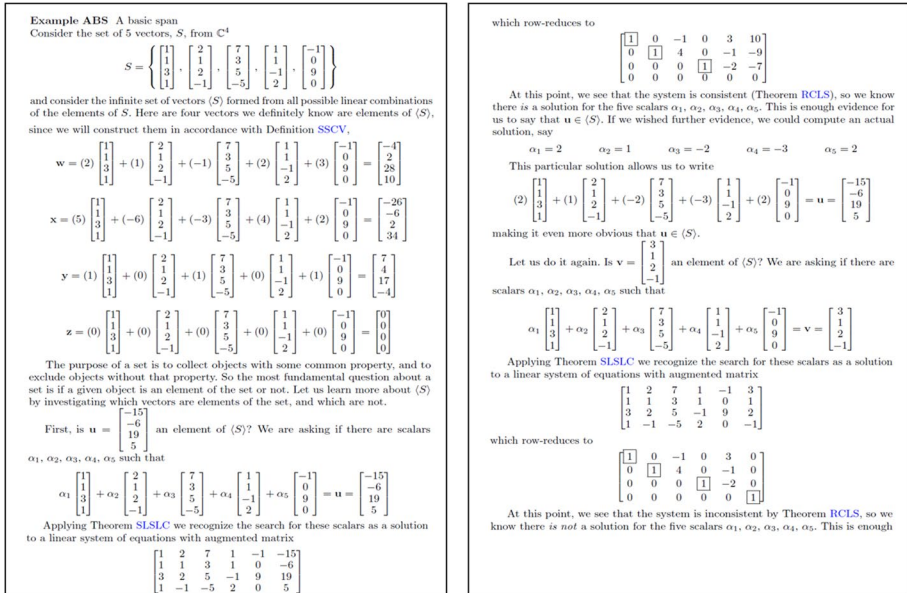 Example ABS A basic span
Consider the set of 5 vectors, S, from ℂ⁴
S = { [1 1 3 1], [2 1 2 −1], [7 3 5 −5], [1 1 −1 2], [−1 0 9 0] }
and consider the infinite set of vectors ⟨S⟩ formed from all possible linear combinations
of the elements of S. Here are four vectors we definitely know are elements of ⟨S⟩,
since we will construct them in accordance with Definition SSCV,
w = (2) [1 1 3 1] + (1) [2 1 2 −1] + (−1) [7 3 5 −5] + (2) [1 1 −1 2] + (3) [−1 0 9 0] = [−4 2 28 10]
x = (5) [1 1 3 1] + (−6) [2 1 2 −1] + (−3) [7 3 5 −5] + (4) [1 1 −1 2] + (2) [−1 0 9 0] = [−26 −6 2 34]
y = (1) [1 1 3 1] + (0) [2 1 2 −1] + (1) [7 3 5 −5] + (0) [1 1 −1 2] + (1) [−1 0 9 0] = [7 4 17 −4]
z = (0) [1 1 3 1] + (0) [2 1 2 −1] + (0) [7 3 5 −5] + (0) [1 1 −1 2] + (0) [−1 0 9 0] = [0 0 0 0]
The purpose of a set is to collect objects with some common property, and to
exclude objects without that property. So the most fundamental question about a
set is if a given object is an element of the set or not. Let us learn more about ⟨S⟩
by investigating which vectors are elements of the set, and which are not.
First, is u = [−15 −6 19 5] an element of ⟨S⟩? We are asking if there are scalars
α1, α2, α3, α4, α5 such that
α1 [1 1 3 1] + α2 [2 1 2 −1] + α3 [7 3 5 −5] + α4 [1 1 −1 2] + α5 [−1 0 9 0] = u = [−15 −6 19 5]
Applying Theorem SLSLC we recognize the search for these scalars as a solution
to a linear system of equations with augmented matrix
1 2 7 1 −1 −15
1 1 3 1 0 −6
3 2 5 −1 9 19
1 −1 −5 2 0 5
which row-reduces to
1 0 −1 0 3 10
0 1 4 0 −1 −9
0 0 0 1 −2 −7
0 0 0 0 0 0
At this point, we see that the system is consistent (Theorem RCLS), so we know
there is a solution for the five scalars α1, α2, α3, α4, α5. This is enough evidence for
us to say that u ∈ ⟨S⟩. If we wished further evidence, we could compute an actual
solution, say
α1 = 2 α2 = 1 α3 = −2 α4 = −3 α5 = 2
This particular solution allows us to write
(2) [1 1 3 1] + (1) [2 1 2 −1] + (−2) [7 3 5 −5] + (−3) [1 1 −1 2] + (2) [−1 0 9 0] = u = [−15 −6 19 5]
making it even more obvious that u ∈ ⟨S⟩.
Let us do it again. Is v = [3 1 2 −1] an element of ⟨S⟩? We are asking if there are
scalars α1, α2, α3, α4, α5 such that
α1 [1 1 3 1] + α2 [2 1 2 −1] + α3 [7 3 5 −5] + α4 [1 1 −1 2] + α5 [−1 0 9 0] = v = [3 1 2 −1]
Applying Theorem SLSLC we recognize the search for these scalars as a solution
to a linear system of equations with augmented matrix
1 2 7 1 −1 3
1 1 3 1 0 1
3 2 5 −1 9 2
1 −1 −5 2 0 −1
which row-reduces to
1 0 −1 0 3 0
0 1 4 0 −1 0
0 0 0 1 −2 0
0 0 0 0 0 1
At this point, we see that the system is inconsistent by Theorem RCLS, so we
know there is not a solution for the five scalars α1, α2, α3, α4, α5. This is enough